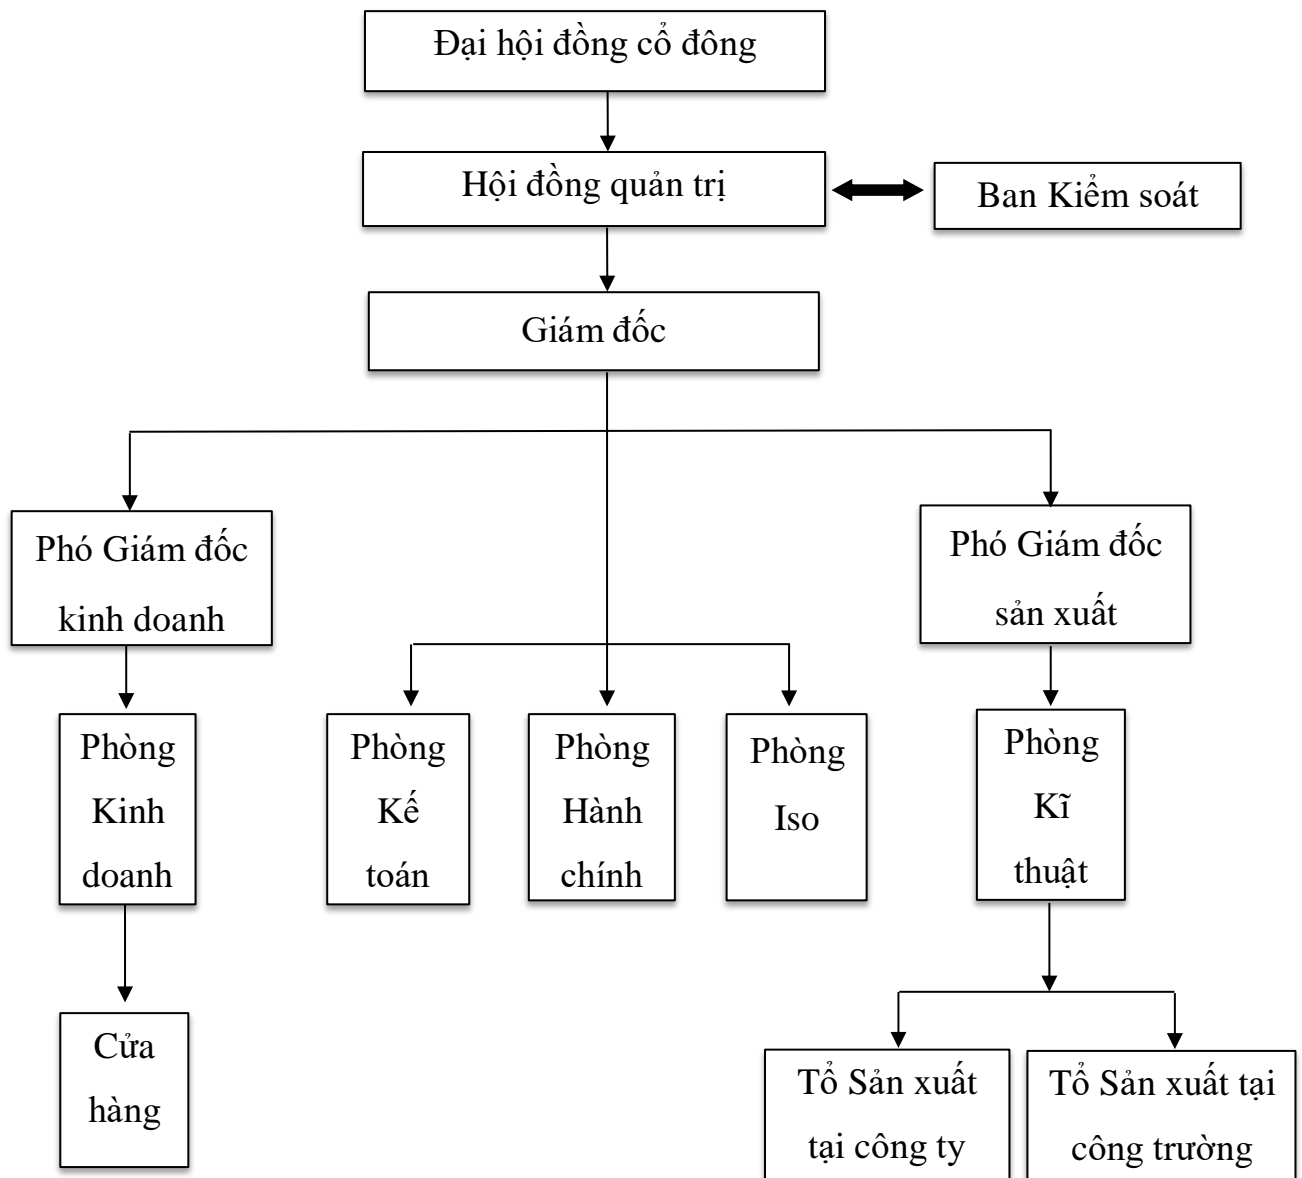 Đại hội đồng cổ đông
Hội đồng quản trị
Ban Kiểm soát
Giám đốc
Phó Giám đốc
kinh doanh
Phó Giám đốc
sản xuất
Phòng
Kinh
doanh
Phòng
Kế
toán
Phòng
Hành
chính
Phòng
Iso
Phòng
Kĩ
thuật
Cửa
hàng
Tổ Sản xuất
tại công ty
Tổ Sản xuất tại
công trường